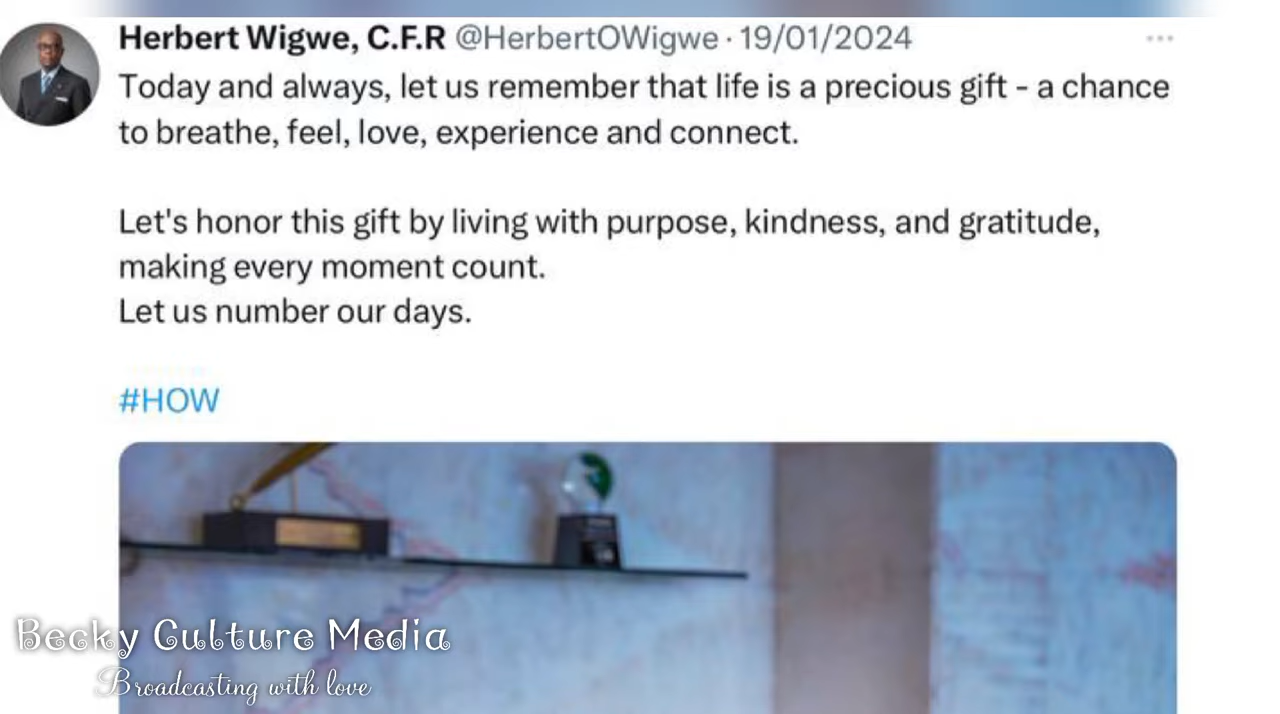 Herbert Wigwe, C.F.R @HerbertOWigwe · 19/01/2024
Today and always, let us remember that life is a precious gift - a chance
to breathe, feel, love, experience and connect.
Let's honor this gift by living with purpose, kindness, and gratitude,
making every moment count.
Let us number our days.
#HOW
Becky Culture Media
Broadcasting with love